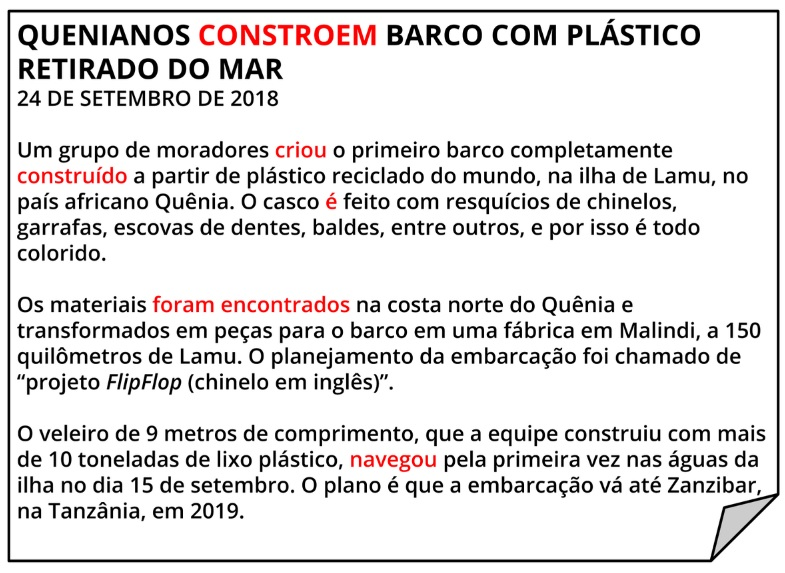 QUENIANOS CONSTROEM BARCO COM PLÁSTICO
RETIRADO DO MAR
24 DE SETEMBRO DE 2018
Um grupo de moradores criou o primeiro barco completamente
construído a partir de plástico reciclado do mundo, na ilha de Lamu, no
país africano Quênia. O casco é feito com resquícios de chinelos,
garrafas, escovas de dentes, baldes, entre outros, e por isso é todo
colorido.
Os materiais foram encontrados na costa norte do Quênia e
transformados em peças para o barco em uma fábrica em Malindi, a 150
quilômetros de Lamu. O planejamento da embarcação foi chamado de
“projeto FlipFlop (chinelo em inglês)”.
O veleiro de 9 metros de comprimento, que a equipe construiu com mais
de 10 toneladas de lixo plástico, navegou pela primeira vez nas águas da
ilha no dia 15 de setembro. O plano é que a embarcação vá até Zanzibar,
na Tanzânia, em 2019.